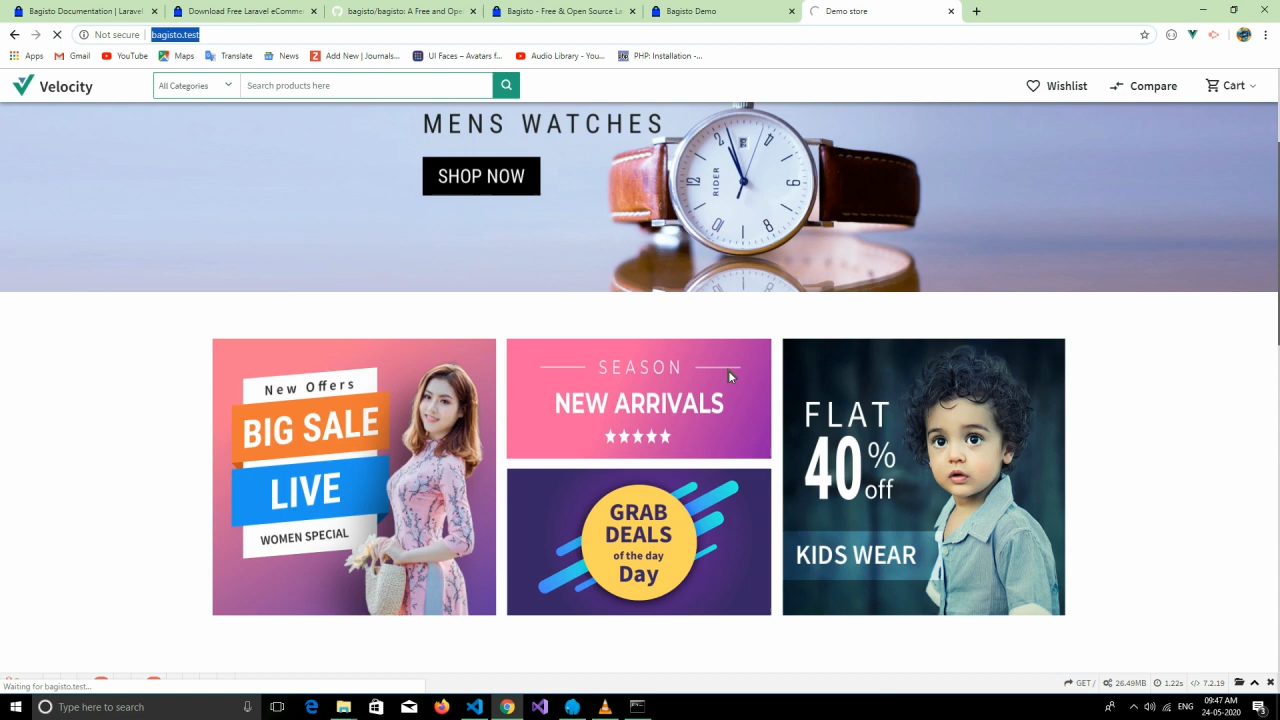 Bagisto Documentation | Laravel
Download Free Laravel eCommer
bagisto/bagisto: A Free and Ope
Bagisto - Free & Open Source La
Bagisto Demo
Demo store
Not secure | bagisto.test
Apps
Gmail
YouTube
Maps
Translate
News
Add New | Journals...
UI Faces – Avatars f...
Audio Library - You...
PHP: Installation -...
Velocity
All Categories
Search products here
Wishlist
Compare
Cart
MENS WATCHES
SHOP NOW
RIDER
New Offers
BIG SALE
LIVE
WOMEN SPECIAL
SEASON
NEW ARRIVALS
GRAB
DEALS
of the day
Day
FLAT
40%
off
KIDS WEAR
Waiting for bagisto.test...
GET /
26.49MB
1.22s
7.2.19
Type here to search
ENG
09:47 AM
24-05-2020